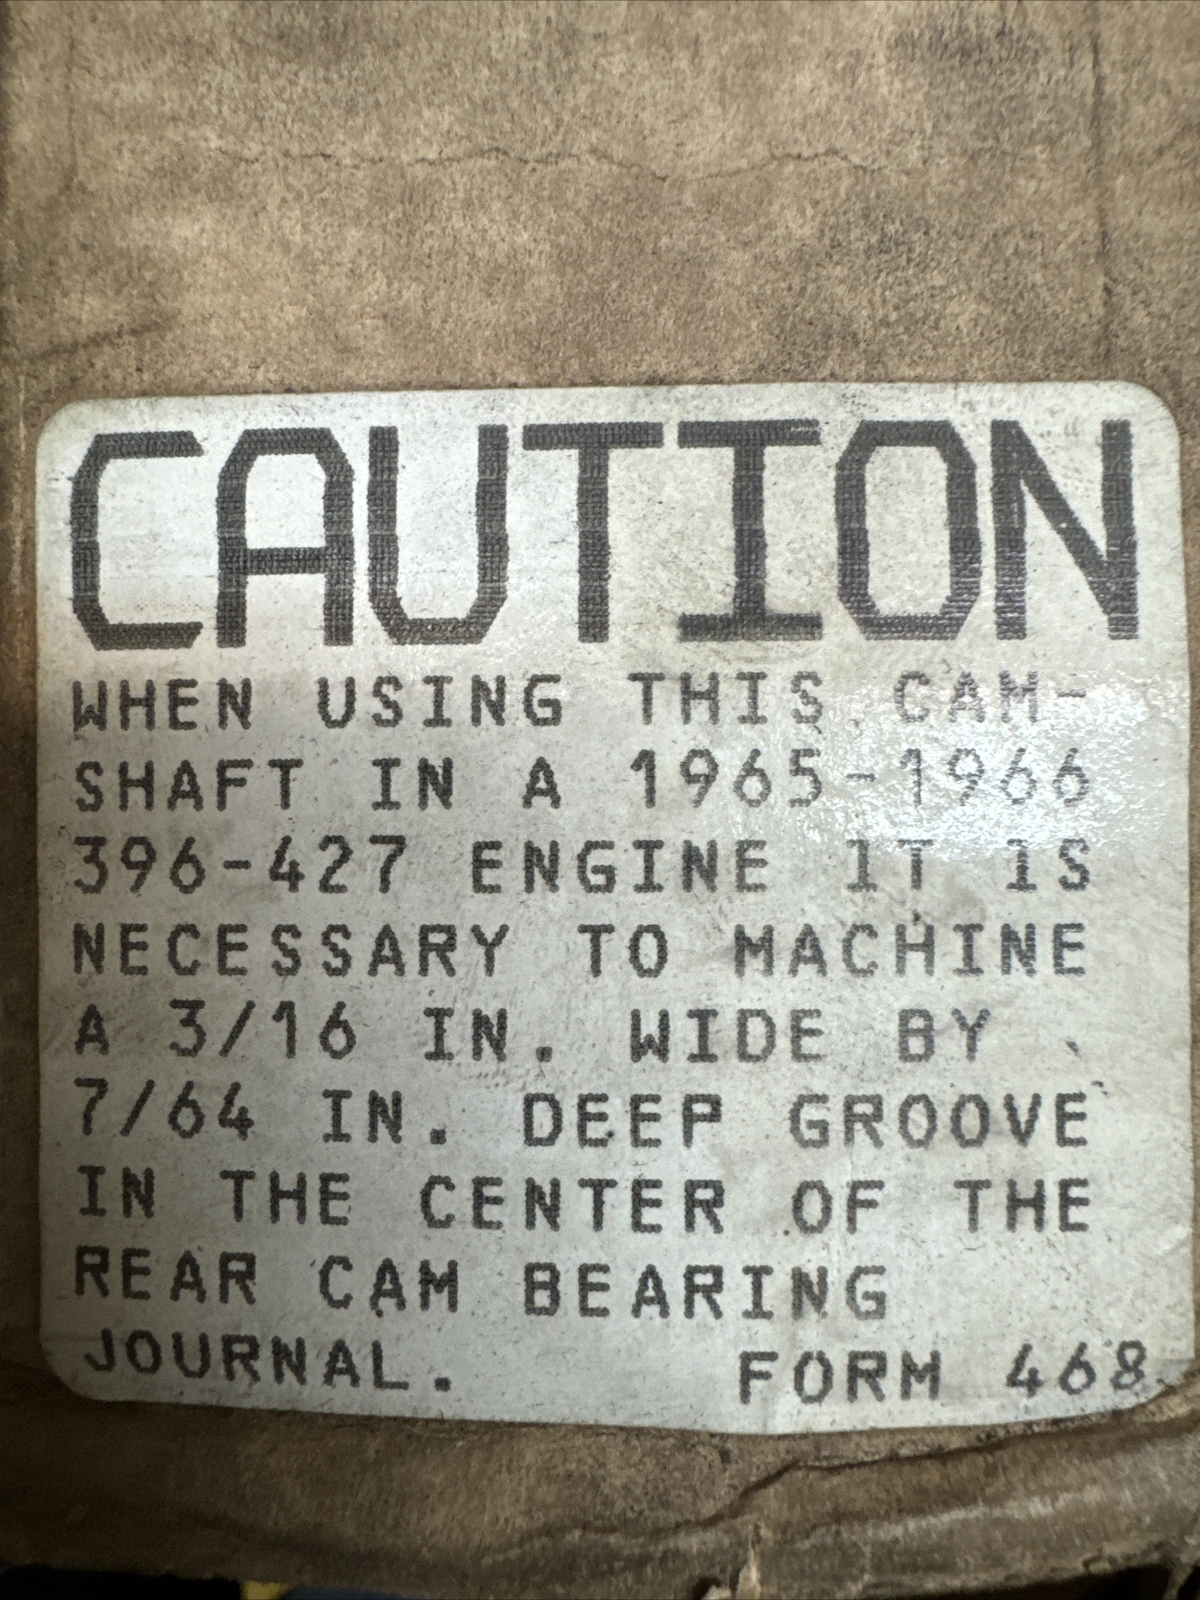 CAUTION
WHEN USING THIS CAM-
SHAFT IN A 1965-1966
396-427 ENGINE IT IS
NECESSARY TO MACHINE
A 3/16 IN. WIDE BY
7/64 IN. DEEP GROOVE
IN THE CENTER OF THE
REAR CAM BEARING
JOURNAL. FORM 468